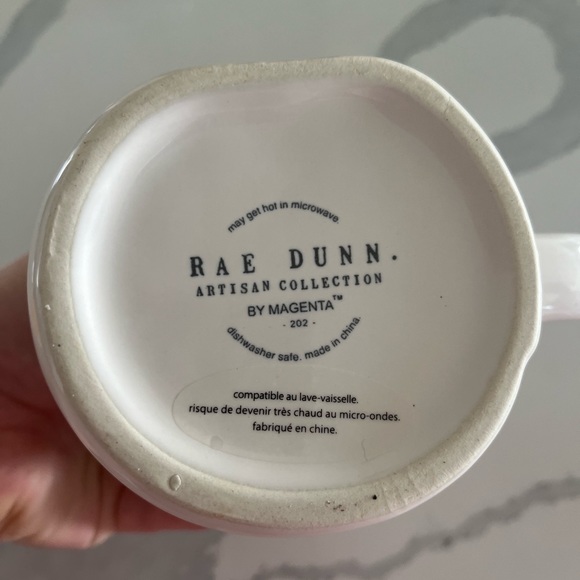 may get hot in microwave.
RAE DUNN.
ARTISAN COLLECTION
BY MAGENTA™
- 202 -
dishwasher safe. made in china.
compatible au lave-vaisselle.
risque de devenir très chaud au micro-ondes.
fabriqué en chine.